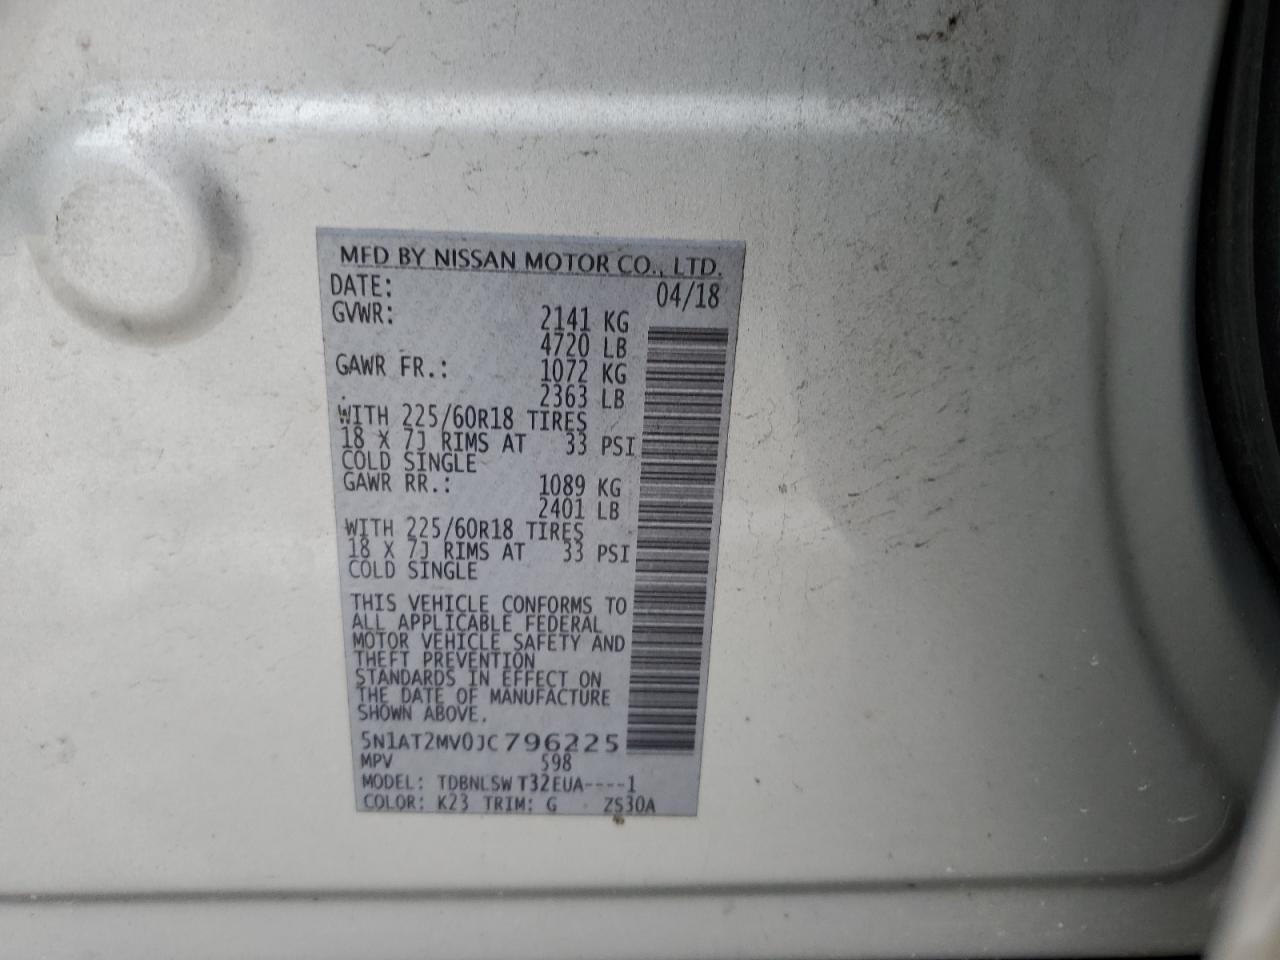 MFD BY NISSAN MOTOR CO., LTD.
DATE: 04/18
GVWR: 2141 KG
4720 LB
GAWR FR.: 1072 KG
2363 LB
WITH 225/60R18 TIRES
18 X 7J RIMS AT 33 PSI
COLD SINGLE
GAWR RR.: 1089 KG
2401 LB
WITH 225/60R18 TIRES
18 X 7J RIMS AT 33 PSI
COLD SINGLE
THIS VEHICLE CONFORMS TO
ALL APPLICABLE FEDERAL
MOTOR VEHICLE SAFETY AND
THEFT PREVENTION
STANDARDS IN EFFECT ON
THE DATE OF MANUFACTURE
SHOWN ABOVE.
5N1AT2MV0JC796225
MPV 598
MODEL: TDBNLSW T32EUA----1
COLOR: K23 TRIM: G ZS30A